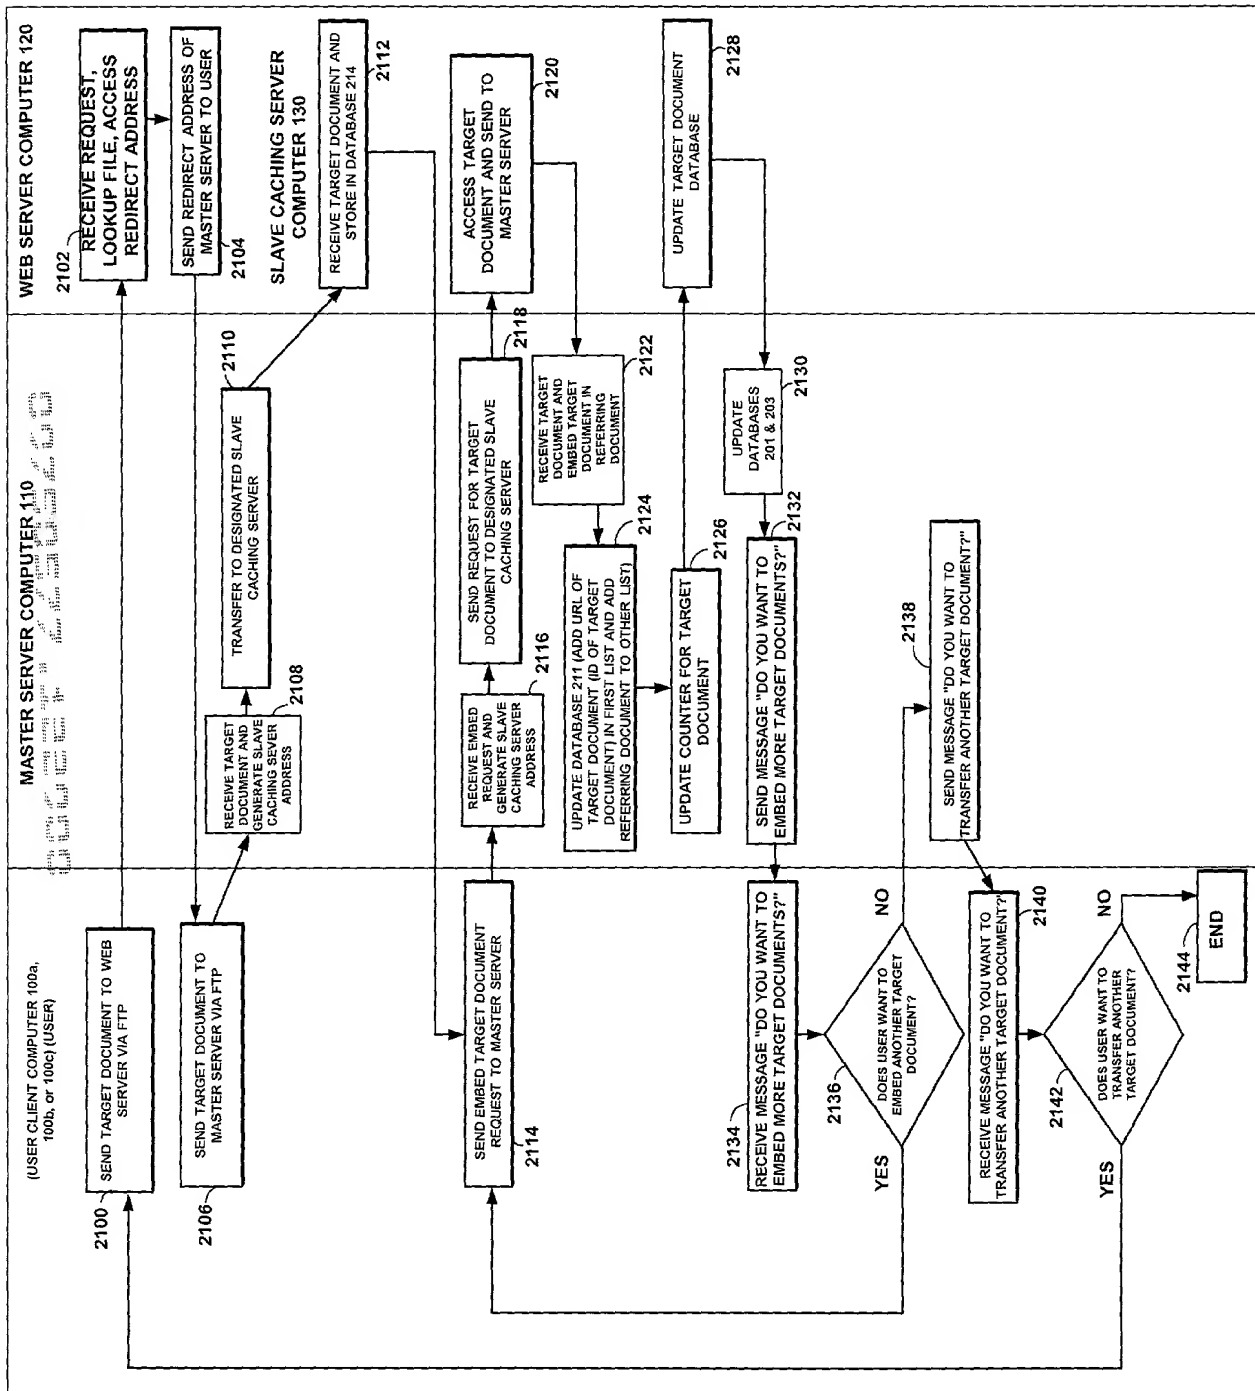 (USER CLIENT COMPUTER 100a,
100b, or 100c) (USER)
MASTER SERVER COMPUTER 110
WEB SERVER COMPUTER 120
SEND TARGET DOCUMENT TO WEB
SERVER VIA FTP
2100
RECEIVE REQUEST,
LOOKUP FILE, ACCESS
REDIRECT ADDRESS
2102
SEND REDIRECT ADDRESS OF
MASTER SERVER TO USER
2104
SEND TARGET DOCUMENT TO
MASTER SERVER VIA FTP
2106
RECEIVE TARGET
DOCUMENT AND
GENERATE SLAVE
CACHING SEVER
ADDRESS
2108
TRANSFER TO DESIGNATED SLAVE
CACHING SERVER
2110
SLAVE CACHING SERVER
COMPUTER 130
RECEIVE TARGET DOCUMENT AND
STORE IN DATABASE 214
2112
SEND EMBED TARGET DOCUMENT
REQUEST TO MASTER SERVER
2114
RECEIVE EMBED
REQUEST AND
GENERATE SLAVE
CACHING SERVER
ADDRESS
2116
SEND REQUEST FOR TARGET
DOCUMENT TO DESIGNATED SLAVE
CACHING SERVER
2118
ACCESS TARGET
DOCUMENT AND SEND TO
MASTER SERVER
2120
RECEIVE TARGET
DOCUMENT AND
EMBED TARGET
DOCUMENT IN
REFERRING
DOCUMENT
2122
UPDATE DATABASE 211 (ADD URL OF
TARGET DOCUMENT (ID OF TARGET
DOCUMENT) IN FIRST LIST AND ADD
REFERRING DOCUMENT TO OTHER LIST)
2124
UPDATE COUNTER FOR TARGET
DOCUMENT
2126
UPDATE TARGET DOCUMENT
DATABASE
2128
UPDATE
DATABASES
201 & 203
2130
SEND MESSAGE "DO YOU WANT TO
EMBED MORE TARGET DOCUMENTS?"
2132
RECEIVE MESSAGE "DO YOU WANT TO
EMBED MORE TARGET DOCUMENTS?"
2134
DOES USER WANT TO
EMBED ANOTHER TARGET
DOCUMENT?
2136
YES
NO
SEND MESSAGE "DO YOU WANT TO
TRANSFER ANOTHER TARGET DOCUMENT?"
2138
RECEIVE MESSAGE "DO YOU WANT TO
TRANSFER ANOTHER TARGET DOCUMENT?"
2140
DOES USER WANT TO
TRANSFER ANOTHER
TARGET DOCUMENT?
2142
YES
NO
END
2144